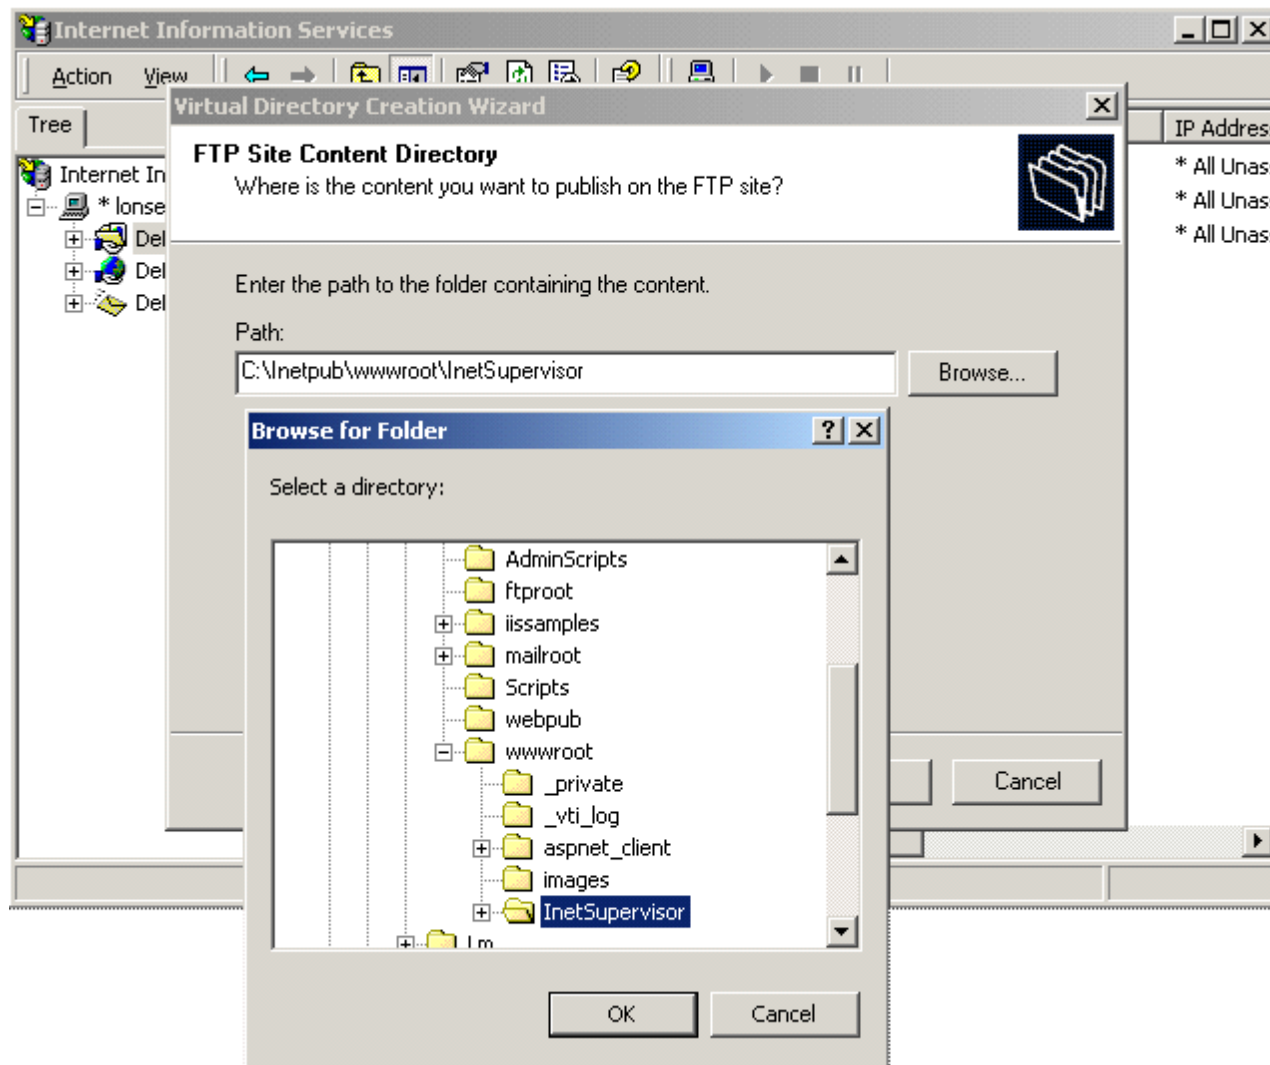 Internet Information Services
Action View
Tree
IP Addres
Internet In
* lonse
Del
Del
Del
* All Unas
* All Unas
* All Unas
Virtual Directory Creation Wizard
FTP Site Content Directory
Where is the content you want to publish on the FTP site?
Enter the path to the folder containing the content.
Path:
C:\Inetpub\wwwroot\InetSupervisor
Browse...
Browse for Folder
Select a directory:
AdminScripts
ftproot
iissamples
mailroot
Scripts
webpub
wwwroot
_private
_vti_log
aspnet_client
images
InetSupervisor
OK
Cancel
Cancel